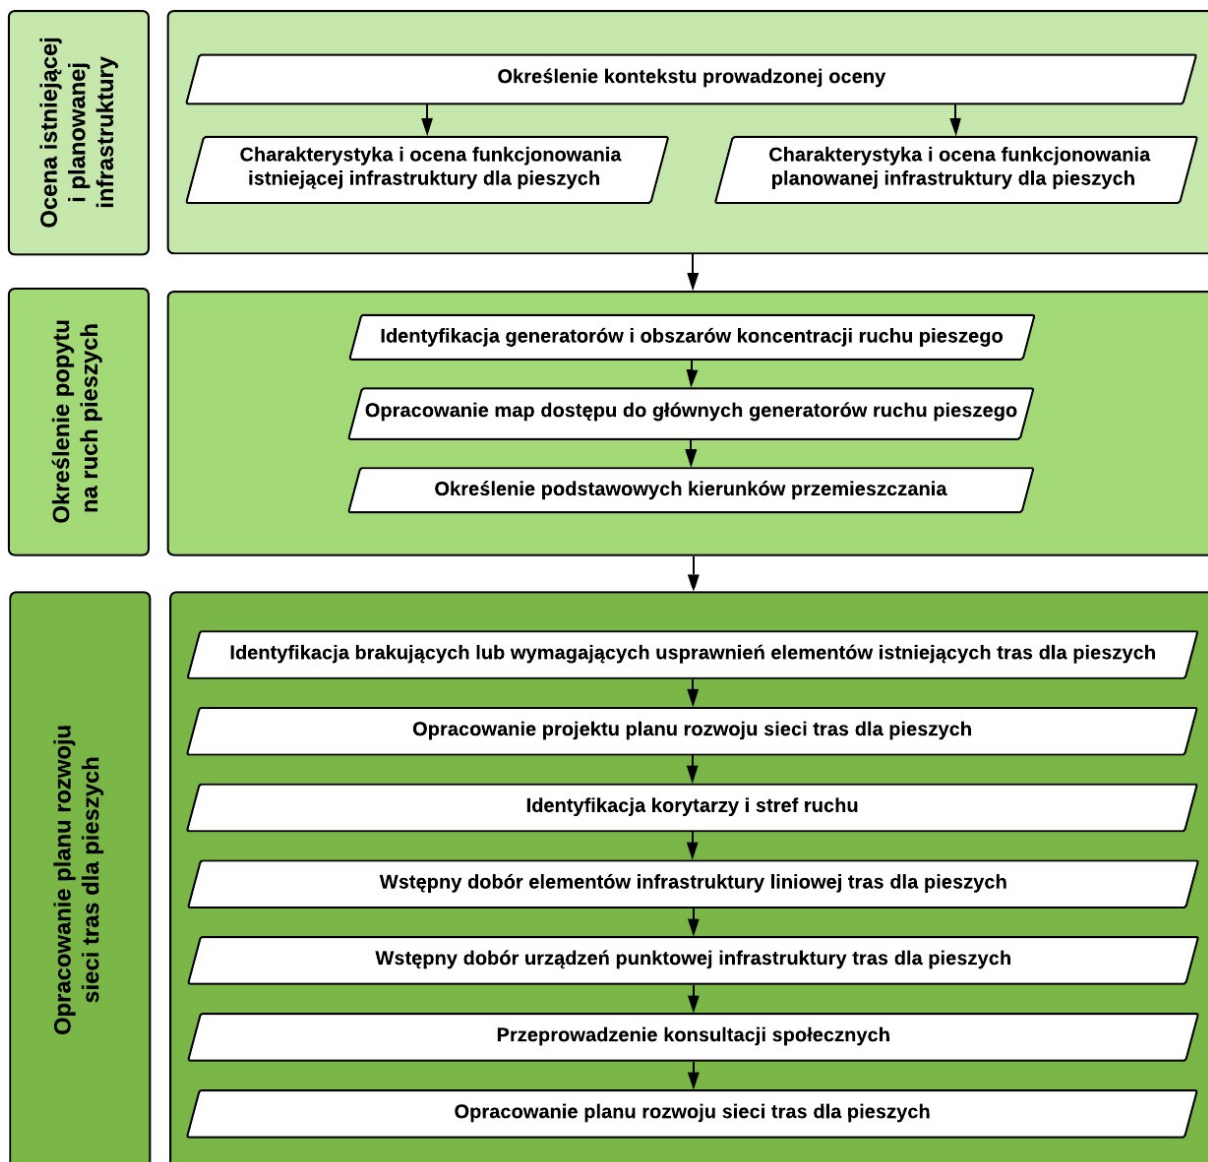 Ocena istniejącej
i planowanej
infrastruktury
Określenie kontekstu prowadzonej oceny
Charakterystyka i ocena funkcjonowania
istniejącej infrastruktury dla pieszych
Charakterystyka i ocena funkcjonowania
planowanej infrastruktury dla pieszych
Określenie popytu
na ruch pieszych
Identyfikacja generatorów i obszarów koncentracji ruchu pieszego
Opracowanie map dostępu do głównych generatorów ruchu pieszego
Określenie podstawowych kierunków przemieszczania
Opracowanie planu rozwoju
sieci tras dla pieszych
Identyfikacja brakujących lub wymagających usprawnień elementów istniejących tras dla pieszych
Opracowanie projektu planu rozwoju sieci tras dla pieszych
Identyfikacja korytarzy i stref ruchu
Wstępny dobór elementów infrastruktury liniowej tras dla pieszych
Wstępny dobór urządzeń punktowej infrastruktury tras dla pieszych
Przeprowadzenie konsultacji społecznych
Opracowanie planu rozwoju sieci tras dla pieszych